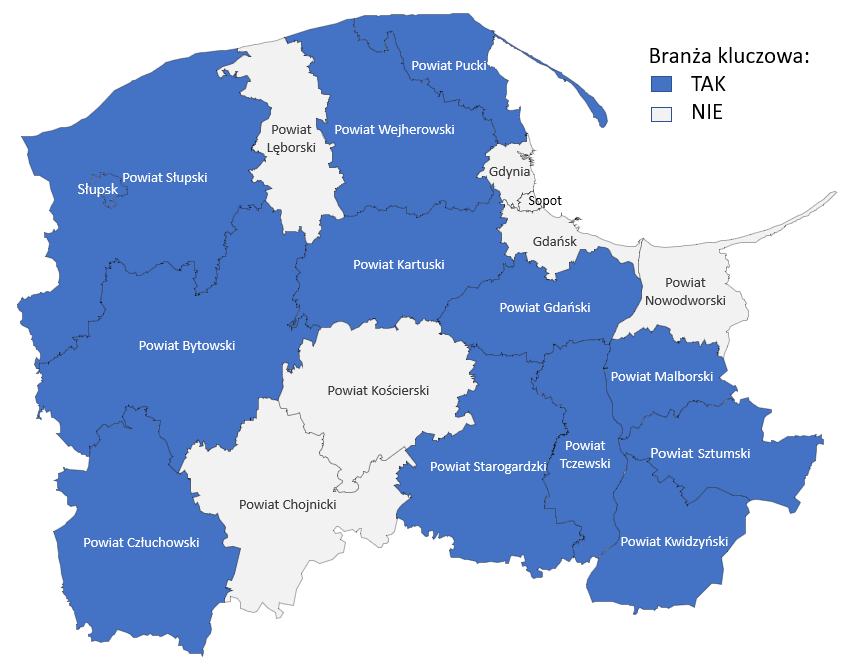 Branża kluczowa:
TAK
NIE
Powiat Pucki
Powiat Wejherowski
Powiat
Lęborski
Powiat Słupski
Słupsk
Gdynia
Sopot
Gdańsk
Powiat Kartuski
Powiat
Nowodworski
Powiat Gdański
Powiat Bytowski
Powiat Malborski
Powiat Kościerski
Powiat
Tczewski
Powiat Sztumski
Powiat Starogardzki
Powiat Chojnicki
Powiat Człuchowski
Powiat Kwidzyński